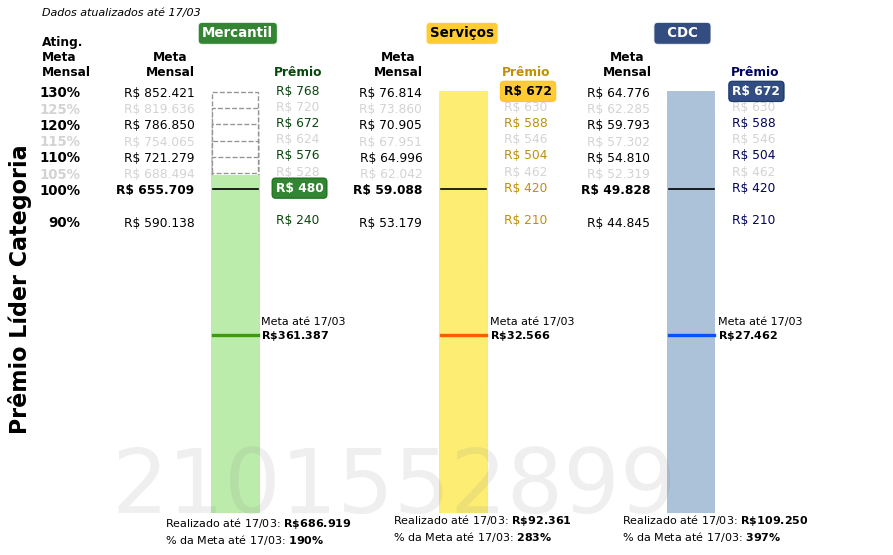 Dados atualizados até 17/03
Mercantil Serviços CDC
Ating. Meta Mensal Meta Mensal Prêmio Meta Mensal Prêmio Meta Mensal Prêmio
130% R$ 852.421 R$ 768 R$ 76.814 R$ 672 R$ 64.776 R$ 672
125% R$ 819.636 R$ 720 R$ 73.860 R$ 630 R$ 62.285 R$ 630
120% R$ 786.850 R$ 672 R$ 70.905 R$ 588 R$ 59.793 R$ 588
115% R$ 754.065 R$ 624 R$ 67.951 R$ 546 R$ 57.302 R$ 546
110% R$ 721.279 R$ 576 R$ 64.996 R$ 504 R$ 54.810 R$ 504
105% R$ 688.494 R$ 528 R$ 62.042 R$ 462 R$ 52.319 R$ 462
100% R$ 655.709 R$ 480 R$ 59.088 R$ 420 R$ 49.828 R$ 420
90% R$ 590.138 R$ 240 R$ 53.179 R$ 210 R$ 44.845 R$ 210
Prêmio Líder Categoria
Meta até 17/03 Meta até 17/03 Meta até 17/03
R$361.387 R$32.566 R$27.462
2101552899
Realizado até 17/03: R$686.919 Realizado até 17/03: R$92.361 Realizado até 17/03: R$109.250
% da Meta até 17/03: 190% % da Meta até 17/03: 283% % da Meta até 17/03: 397%